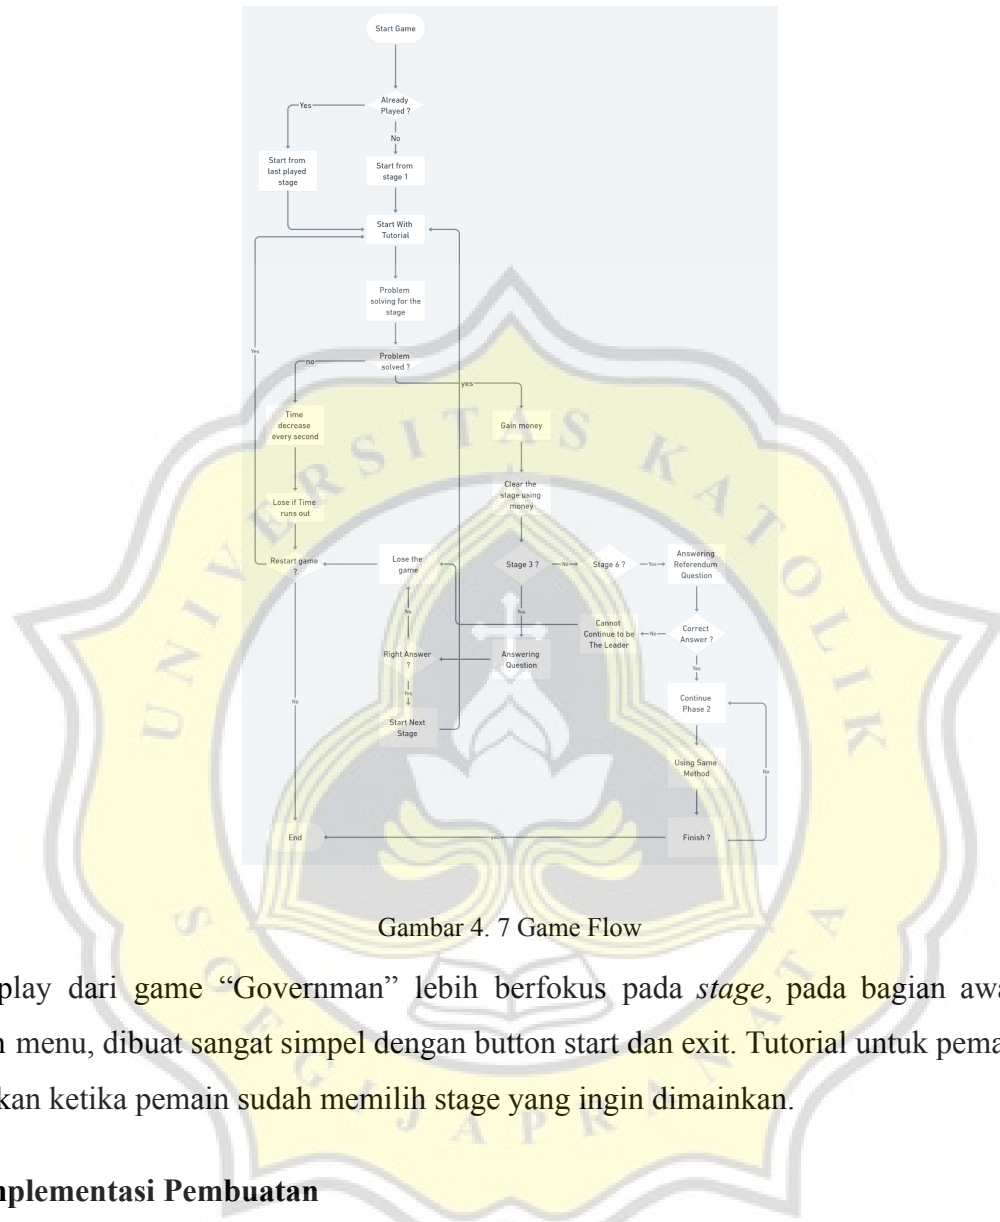 Start Game
Already
Played ?
Yes
No
Start from
last played
stage
Start from
stage 1
Start With
Tutorial
Problem
solving for the
stage
Yes
Problem
solved ?
no
yes
Time
decrease
every second
Gain money
Clear the
stage using
money
Lose if Time
runs out
Restart game
?
Lose the
game
Stage 3 ?
No
Stage 6 ?
Yes
Answering
Referendum
Question
No
Yes
Cannot
Continue to be
The Leader
No
Correct
Answer ?
Right Answer
?
Answering
Question
Yes
Yes
Continue
Phase 2
No
Start Next
Stage
Using Same
Method
No
End
Finish ?
UNIVERSITAS KATOLIK
SOEGIJAPRANATA
Gambar 4. 7 Game Flow
play dari game “Governman” lebih berfokus pada stage, pada bagian awa
menu, dibuat sangat simpel dengan button start dan exit. Tutorial untuk pema
kan ketika pemain sudah memilih stage yang ingin dimainkan.
nplementasi Pembuatan